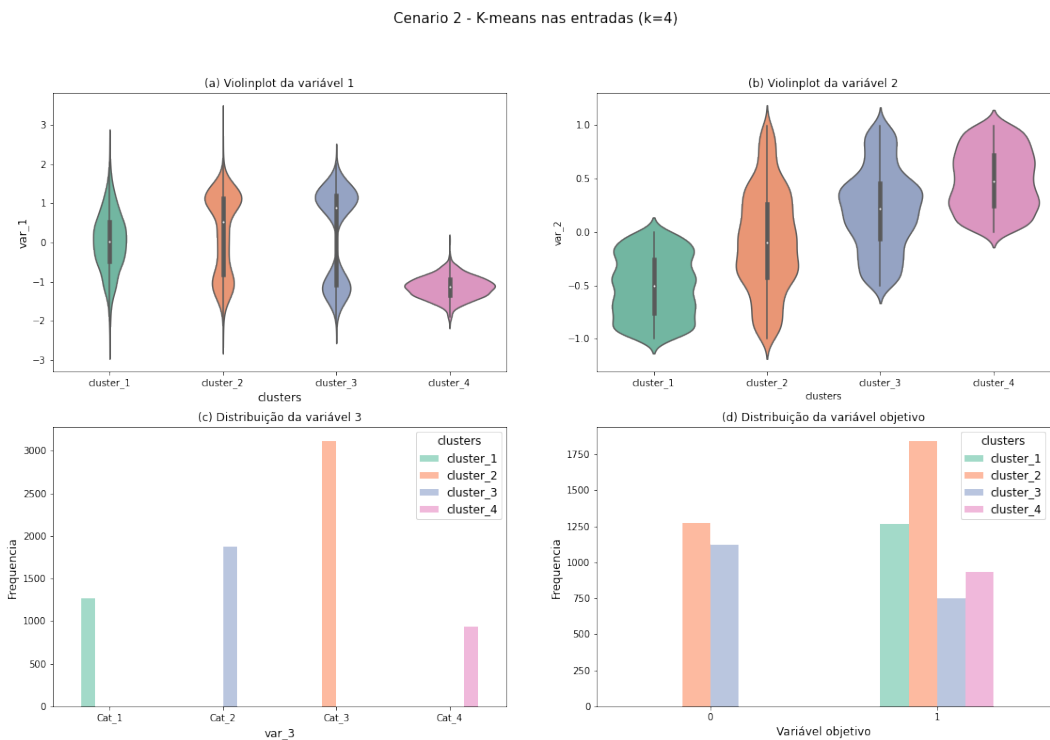 Cenario 2 - K-means nas entradas (k=4)
(a) Violinplot da variável 1
var_1
3
2
1
0
−1
−2
−3
cluster_1 cluster_2 cluster_3 cluster_4
clusters
(b) Violinplot da variável 2
var_2
1.0
0.5
0.0
−0.5
−1.0
cluster_1 cluster_2 cluster_3 cluster_4
clusters
(c) Distribuição da variável 3
Frequencia
3000
2500
2000
1500
1000
500
0
clusters
cluster_1
cluster_2
cluster_3
cluster_4
Cat_1 Cat_2 Cat_3 Cat_4
var_3
(d) Distribuição da variável objetivo
Frequencia
1750
1500
1250
1000
750
500
250
0
clusters
cluster_1
cluster_2
cluster_3
cluster_4
0 1
Variável objetivo